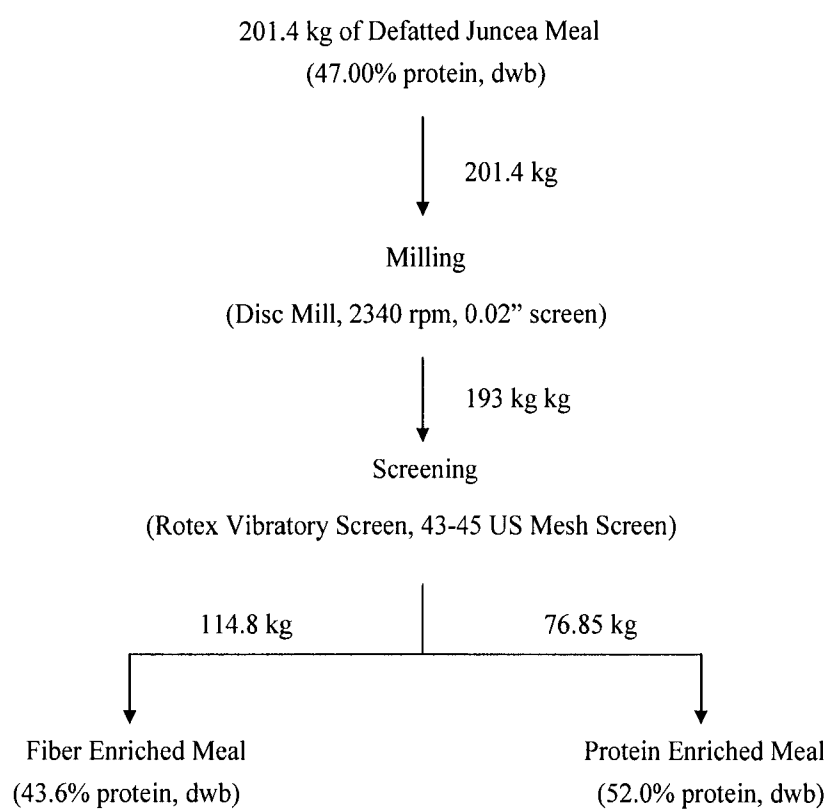 201.4 kg of Defatted Juncea Meal
(47.00% protein, dwb)
201.4 kg
Milling
(Disc Mill, 2340 rpm, 0.02” screen)
193 kg kg
Screening
(Rotex Vibratory Screen, 43-45 US Mesh Screen)
114.8 kg
76.85 kg
Fiber Enriched Meal
(43.6% protein, dwb)
Protein Enriched Meal
(52.0% protein, dwb)